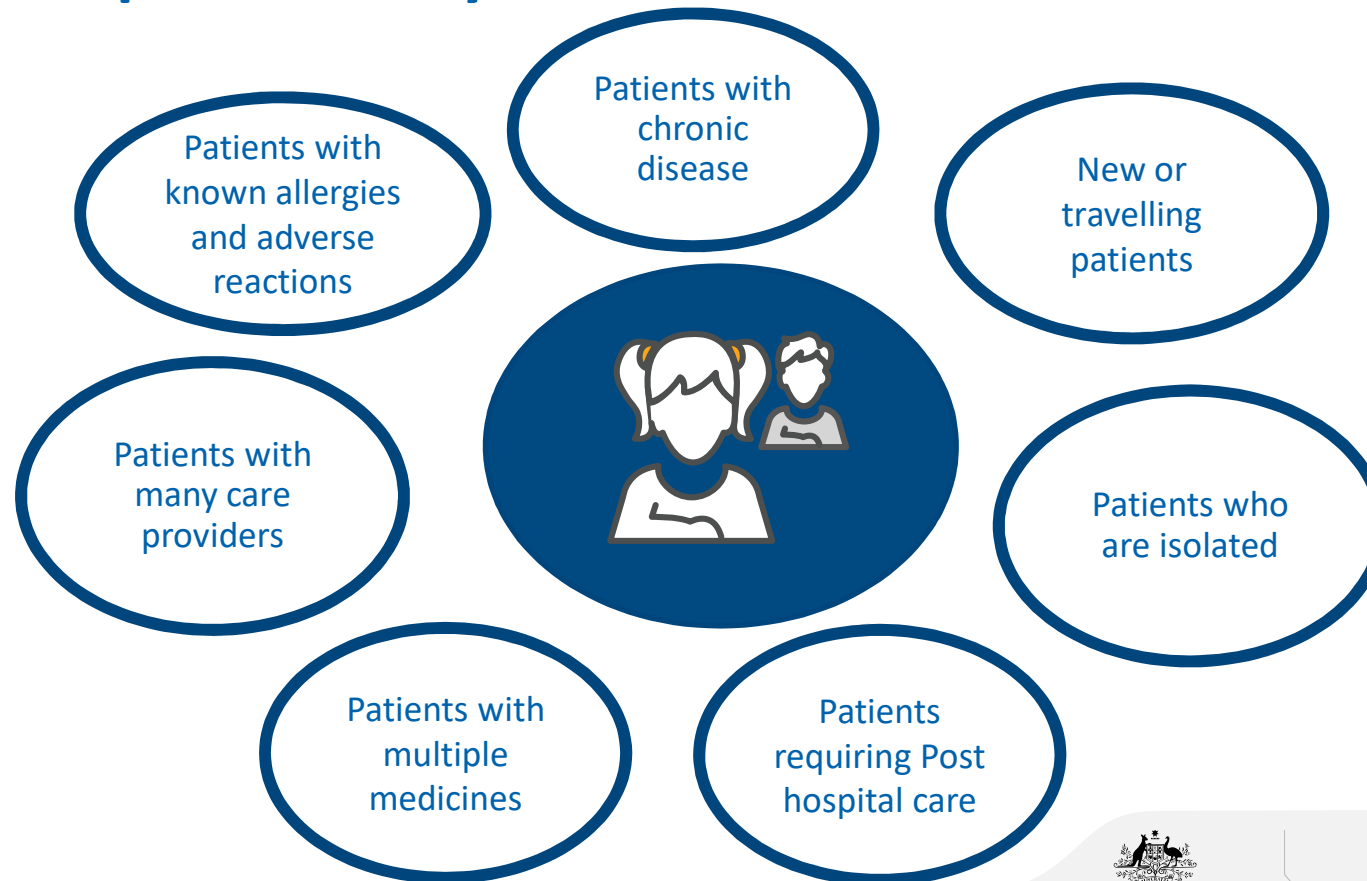 Patients with
chronic
disease
Patients with
known allergies
and adverse
reactions
New or
travelling
patients
Patients with
many care
providers
Patients who
are isolated
Patients with
multiple
medicines
Patients
requiring Post
hospital care